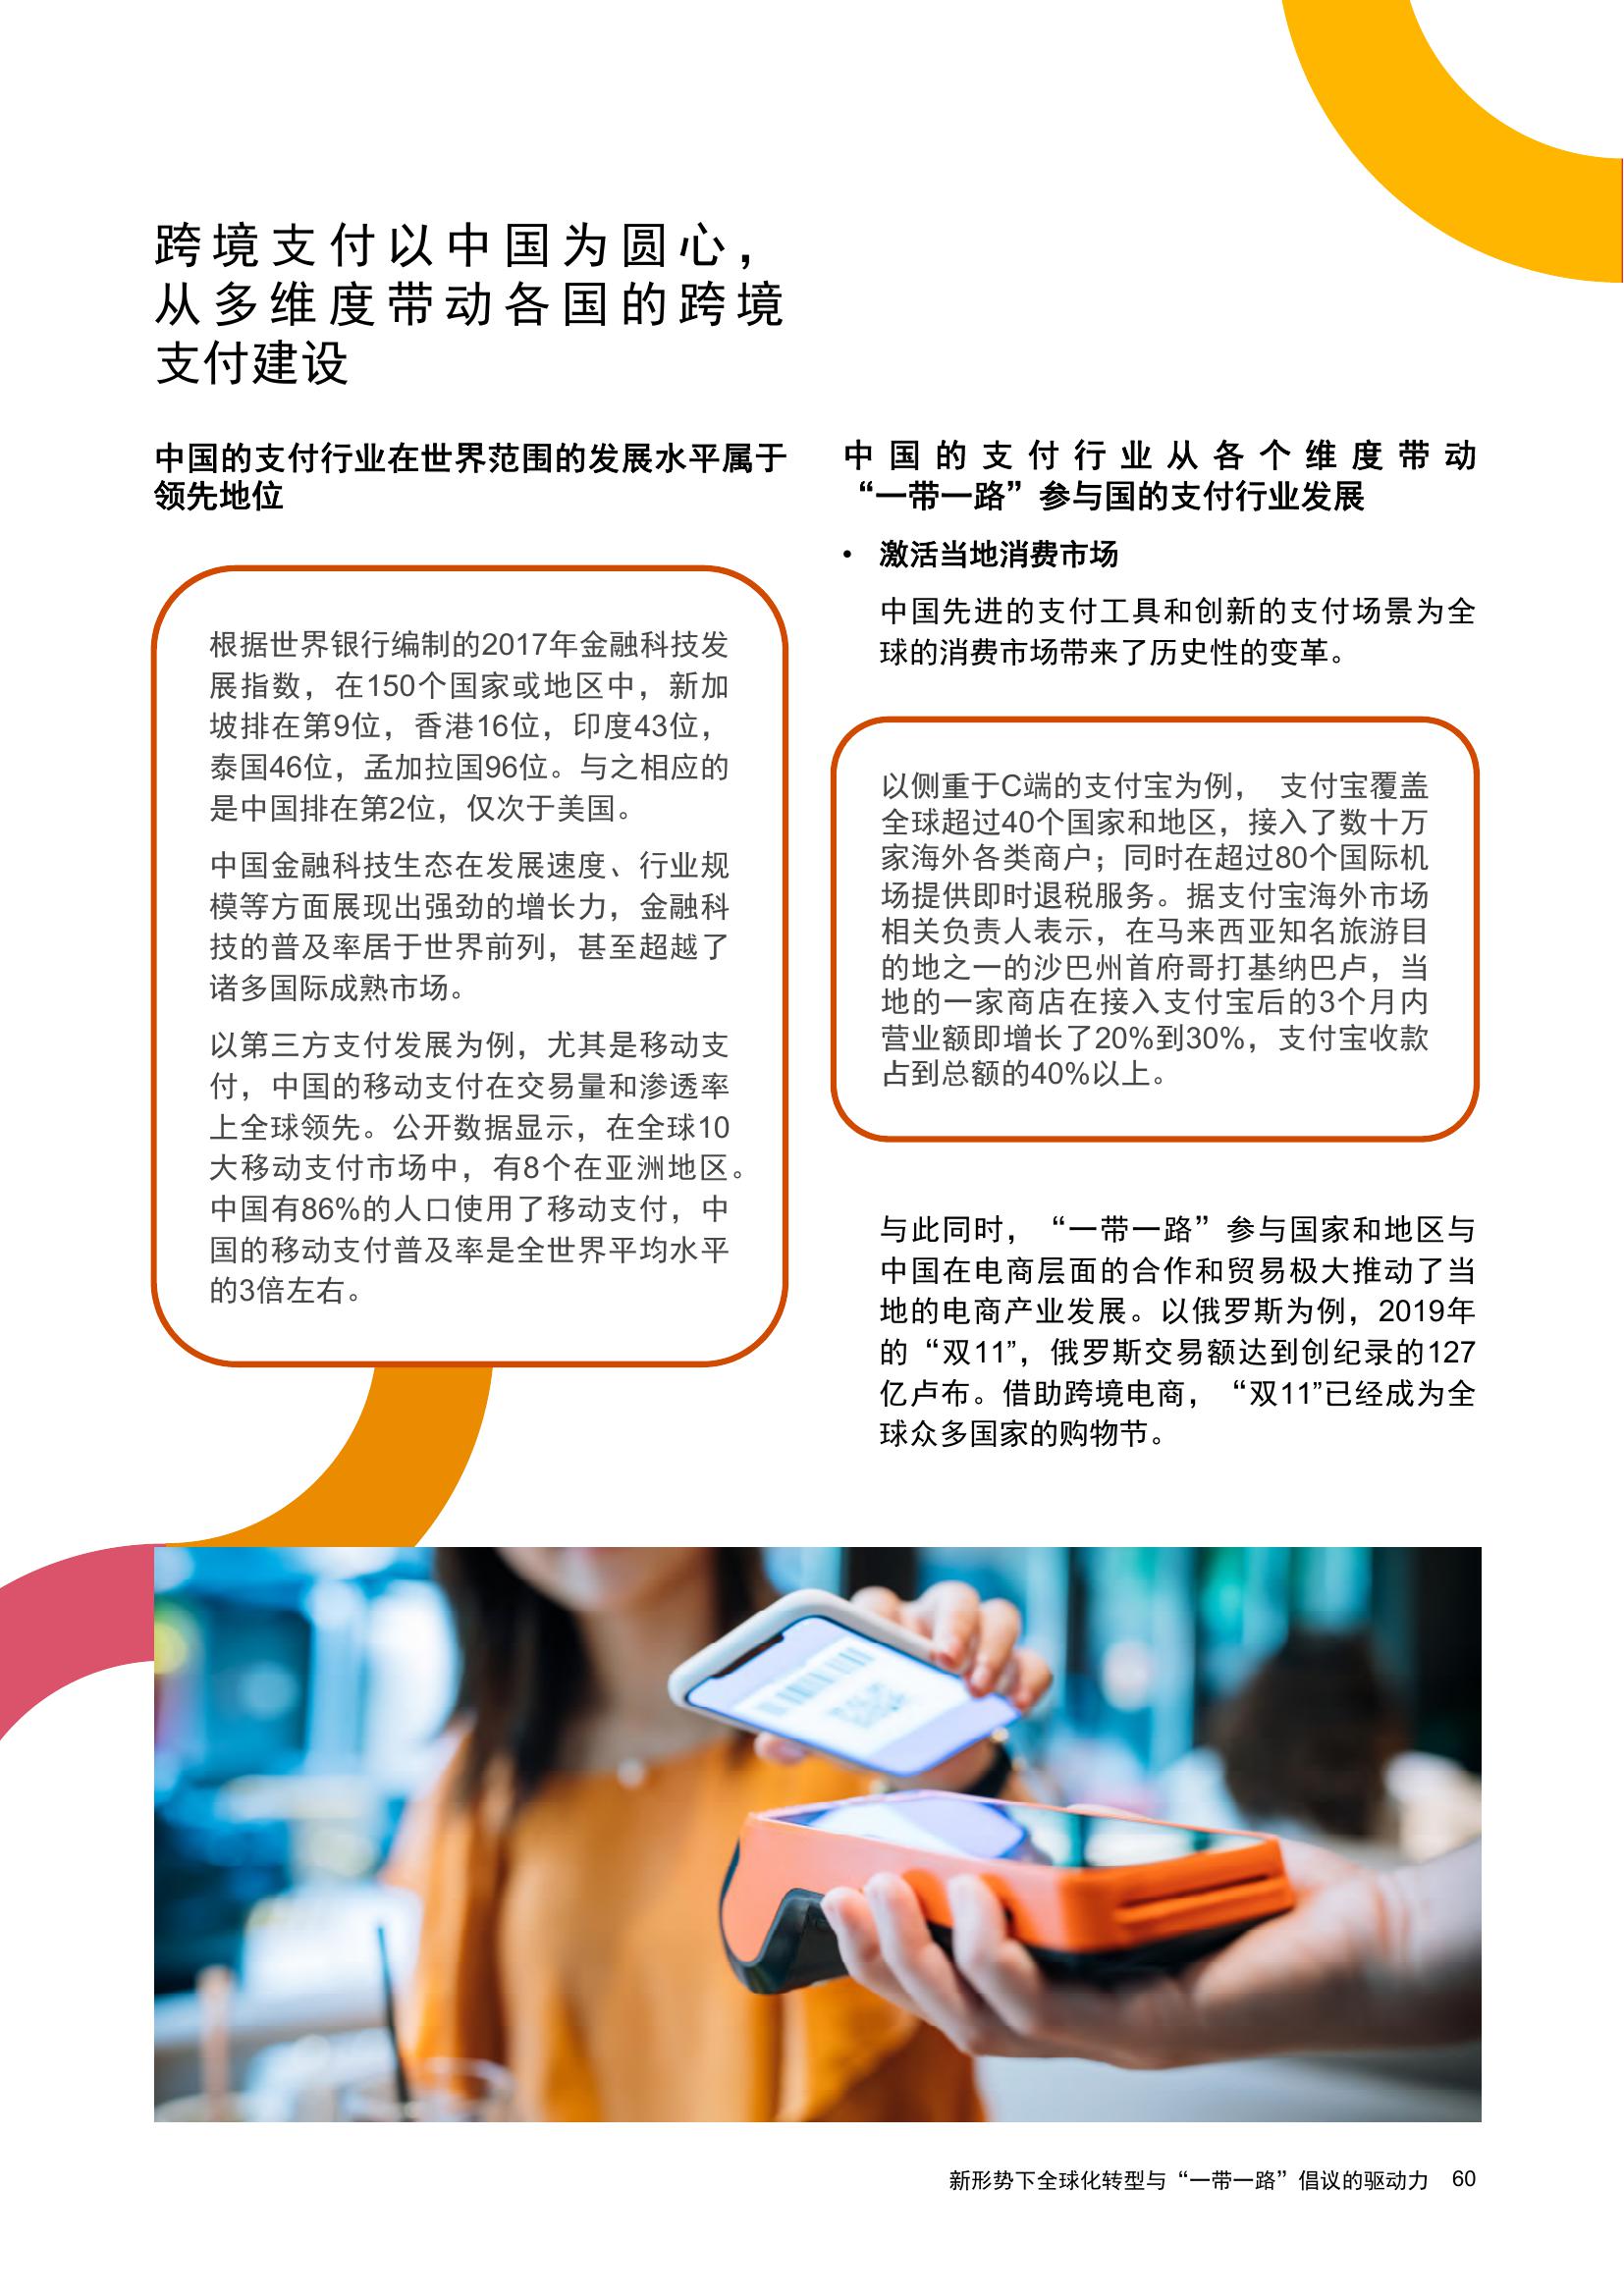 跨境支付以中国为圆心，
从多维度带动各国的跨境
支付建设
中国的支付行业在世界范围的发展水平属于
领先地位
根据世界银行编制的2017年金融科技发
展指数，在150个国家或地区中，新加
坡排在第9位，香港16位，印度43位，
泰国46位，孟加拉国96位。与之相应的
是中国排在第2位，仅次于美国。
中国金融科技生态在发展速度、行业规
模等方面展现出强劲的增长力，金融科
技的普及率居于世界前列，甚至超越了
诸多国际成熟市场。
以第三方支付发展为例，尤其是移动支
付，中国的移动支付在交易量和渗透率
上全球领先。公开数据显示，在全球10
大移动支付市场中，有8个在亚洲地区。
中国有86%的人口使用了移动支付，中
国的移动支付普及率是全世界平均水平
的3倍左右。
中国的支付行业从各个维度带动
“一带一路”参与国的支付行业发展
• 激活当地消费市场
中国先进的支付工具和创新的支付场景为全
球的消费市场带来了历史性的变革。
以侧重于C端的支付宝为例， 支付宝覆盖
全球超过40个国家和地区，接入了数十万
家海外各类商户；同时在超过80个国际机
场提供即时退税服务。据支付宝海外市场
相关负责人表示，在马来西亚知名旅游目
的地之一的沙巴州首府哥打基纳巴卢，当
地的一家商店在接入支付宝后的3个月内
营业额即增长了20%到30%，支付宝收款
占到总额的40%以上。
与此同时，“一带一路”参与国家和地区与
中国在电商层面的合作和贸易极大推动了当
地的电商产业发展。以俄罗斯为例，2019年
的“双11”，俄罗斯交易额达到创纪录的127
亿卢布。借助跨境电商，“双11”已经成为全
球众多国家的购物节。
新形势下全球化转型与“一带一路”倡议的驱动力 60